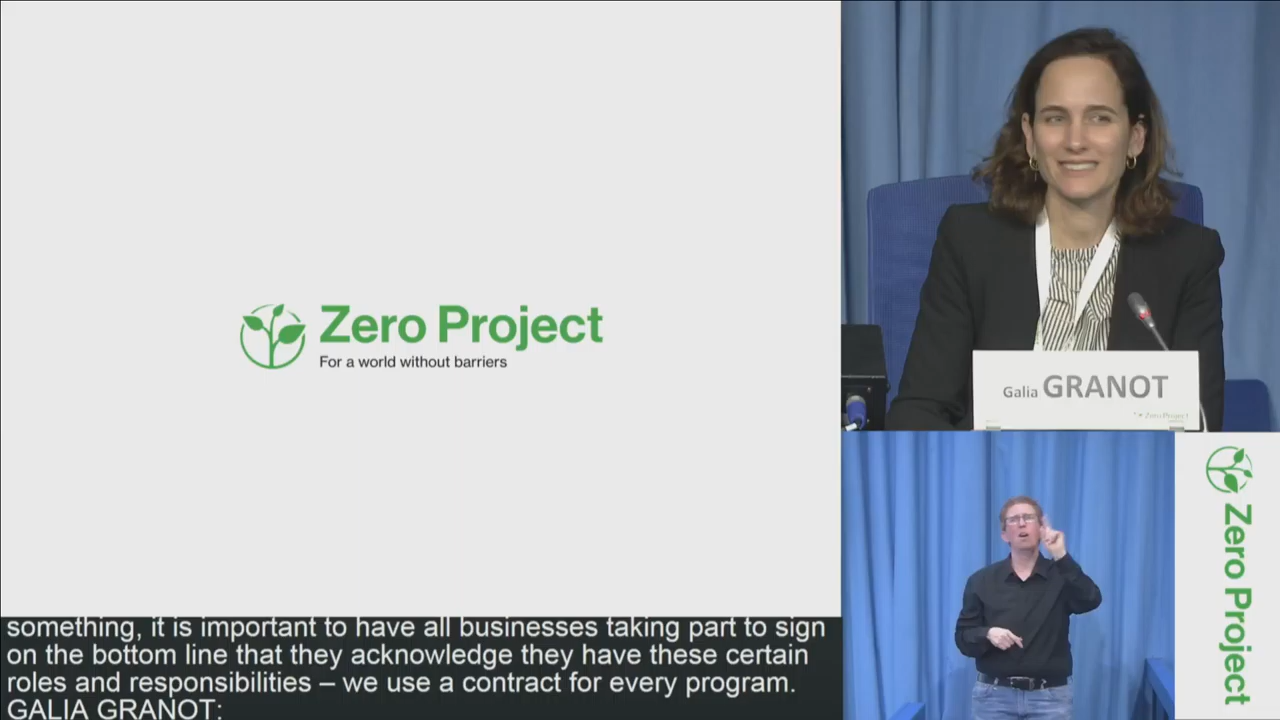 Zero Project
For a world without barriers
Galia GRANOT
Zero Project
Zero Project
something, it is important to have all businesses taking part to sign
on the bottom line that they acknowledge they have these certain
roles and responsibilities – we use a contract for every program.
GALIA GRANOT: